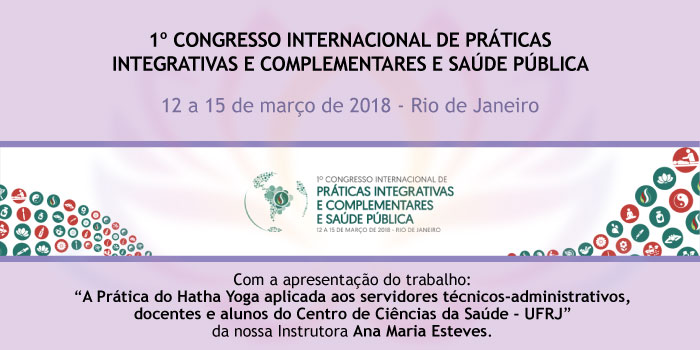 1º CONGRESSO INTERNACIONAL DE PRÁTICAS
INTEGRATIVAS E COMPLEMENTARES E SAÚDE PÚBLICA
12 a 15 de março de 2018 - Rio de Janeiro
1º CONGRESSO INTERNACIONAL DE
PRÁTICAS INTEGRATIVAS
E COMPLEMENTARES
E SAÚDE PÚBLICA
12 A 15 DE MARÇO DE 2018 - RIO DE JANEIRO
Com a apresentação do trabalho:
“A Prática do Hatha Yoga aplicada aos servidores técnicos-administrativos,
docentes e alunos do Centro de Ciências da Saúde - UFRJ”
da nossa Instrutora Ana Maria Esteves.